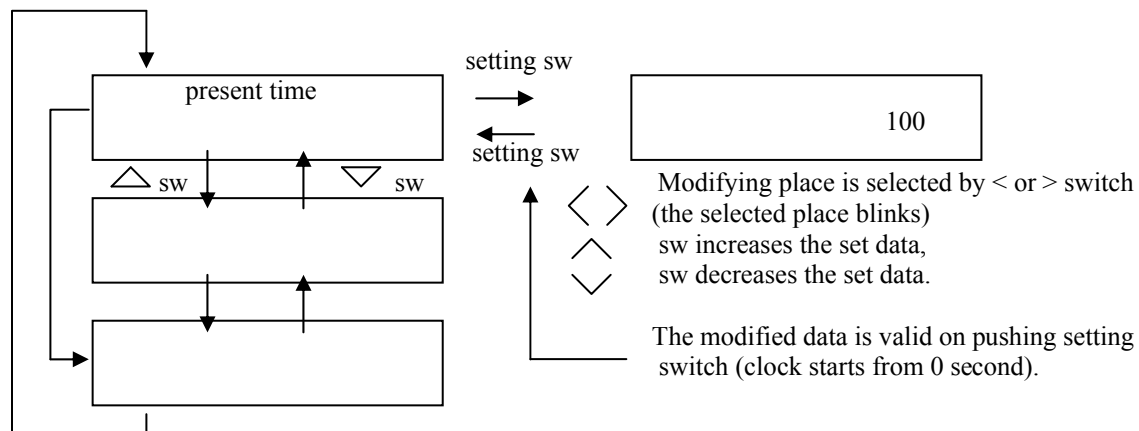 setting sw
present time
100
setting sw
sw
sw
Modifying place is selected by < or > switch
(the selected place blinks)
sw increases the set data,
sw decreases the set data.
The modified data is valid on pushing setting
switch (clock starts from 0 second).